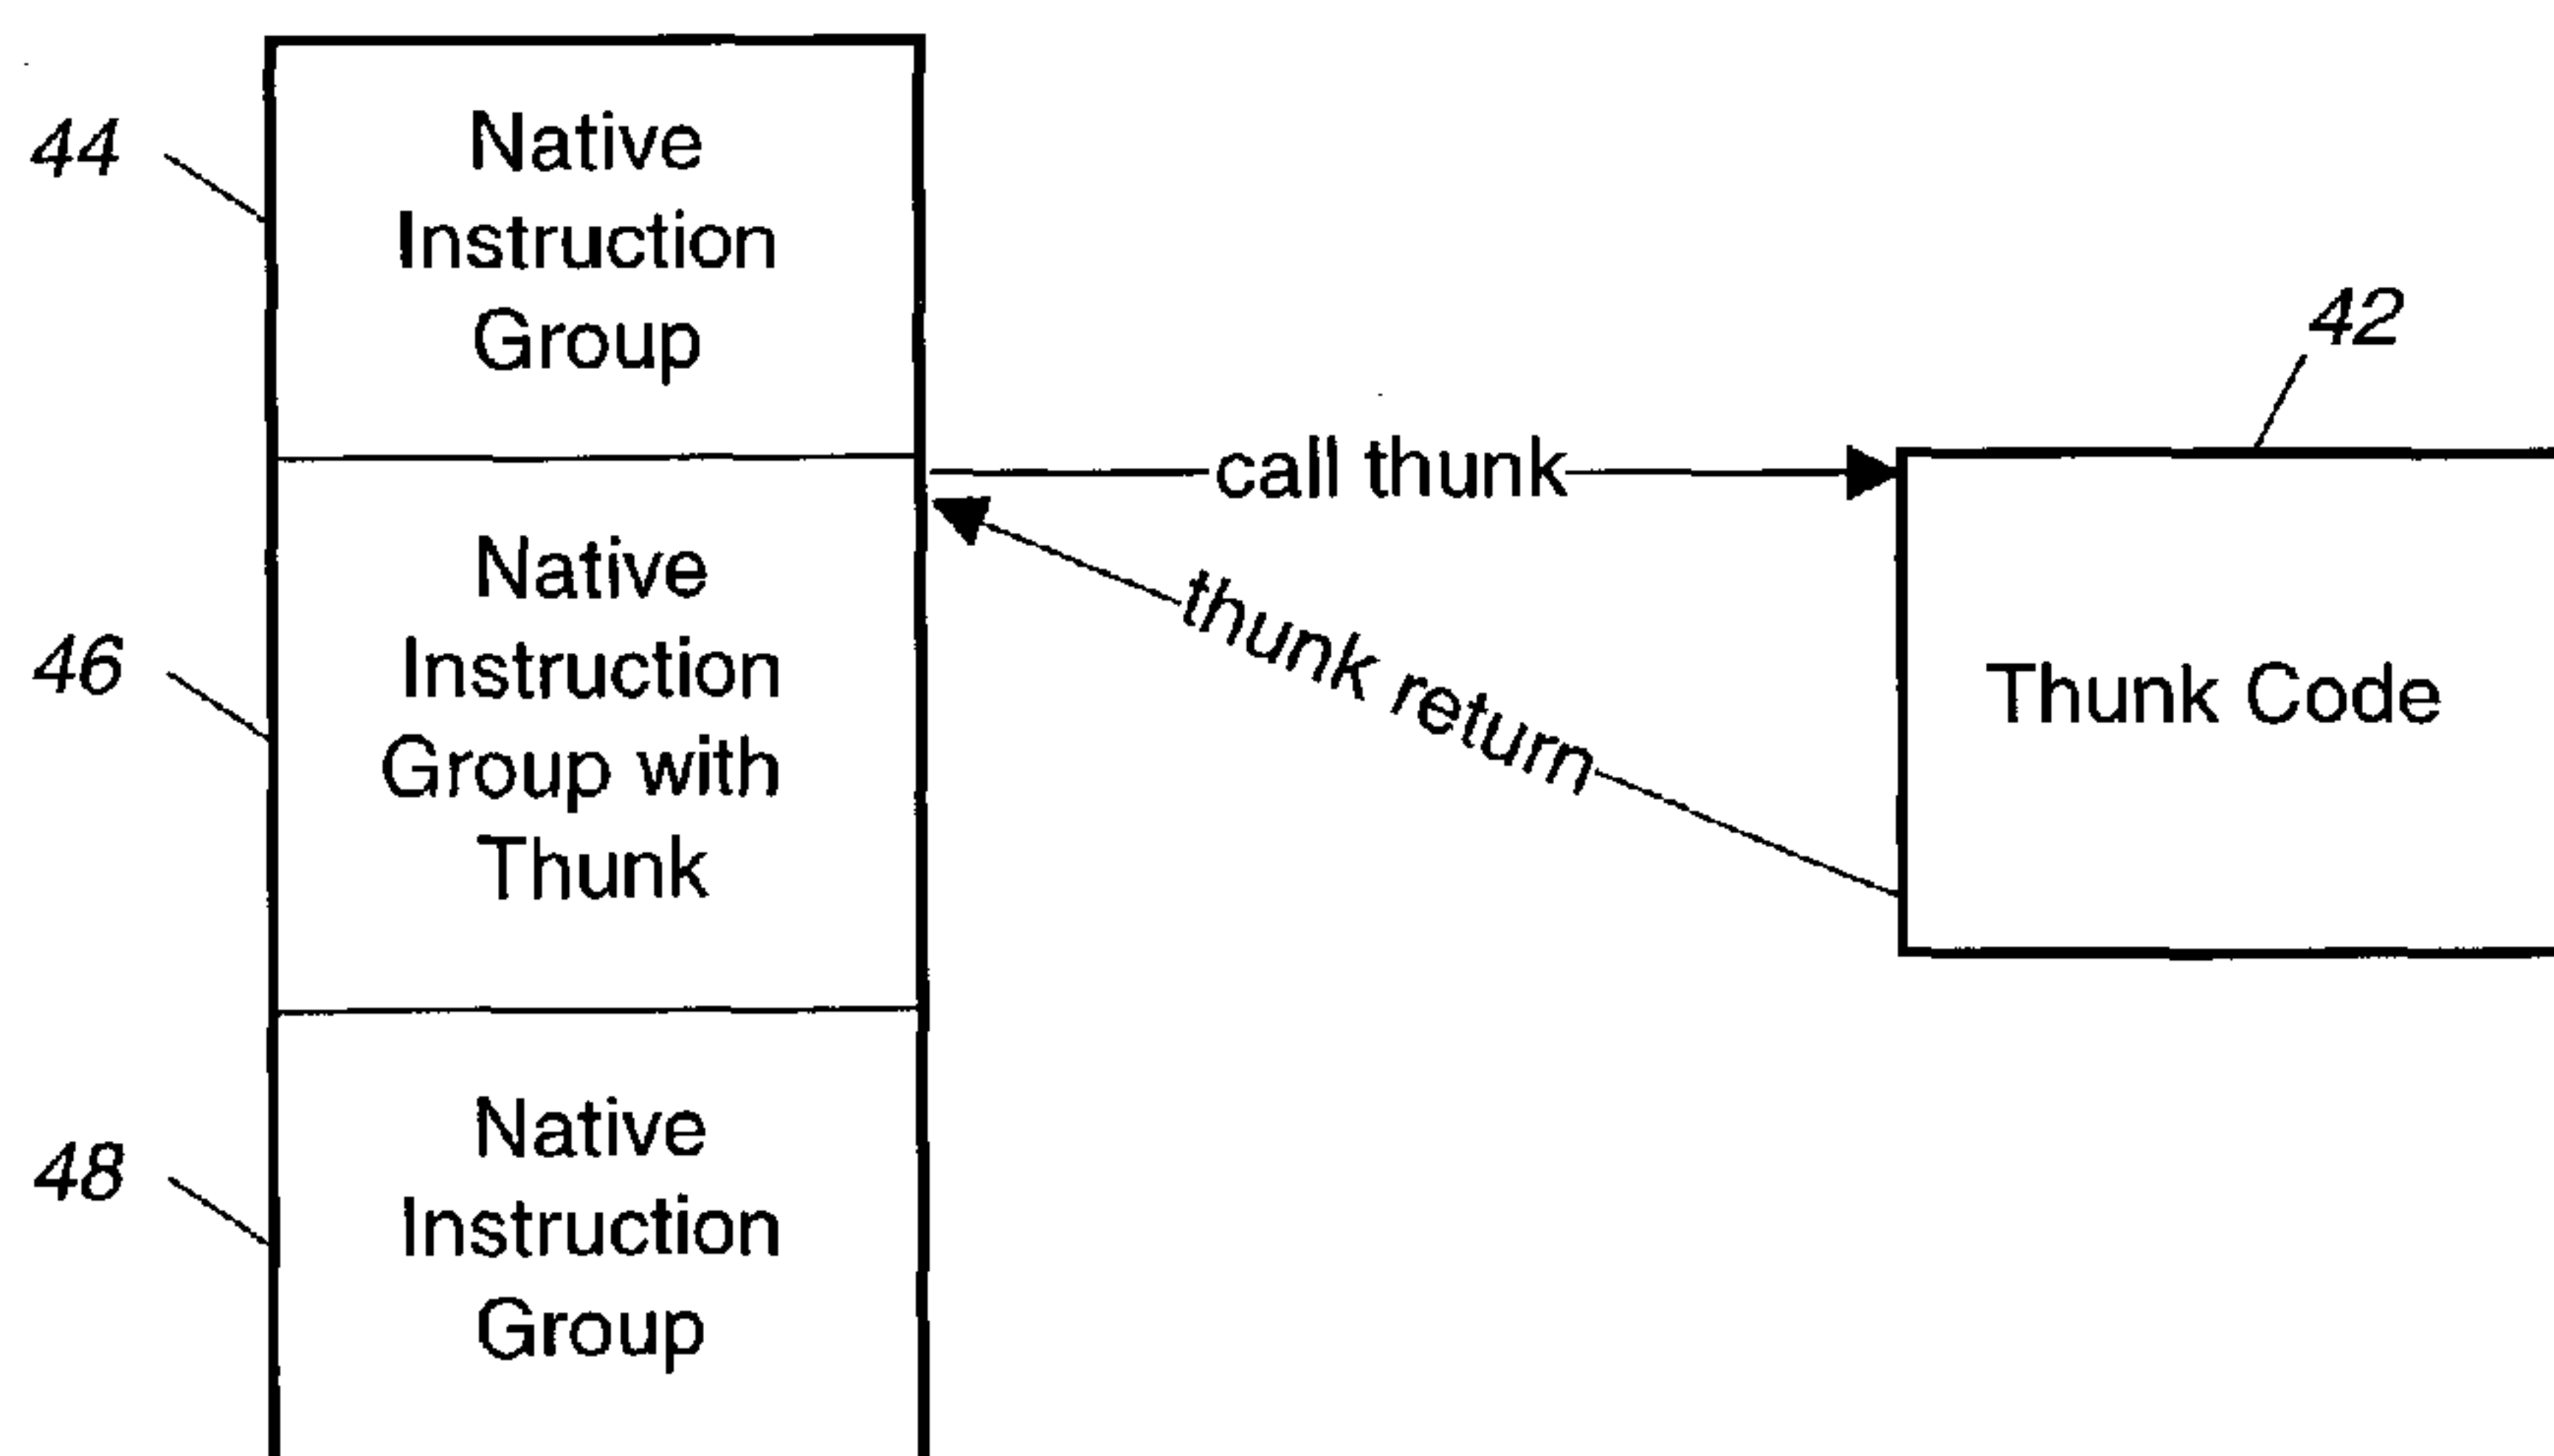 44
Native
Instruction
Group
42
call thunk
46
Native
Instruction
Group with
Thunk
thunk return
Thunk Code
48
Native
Instruction
Group